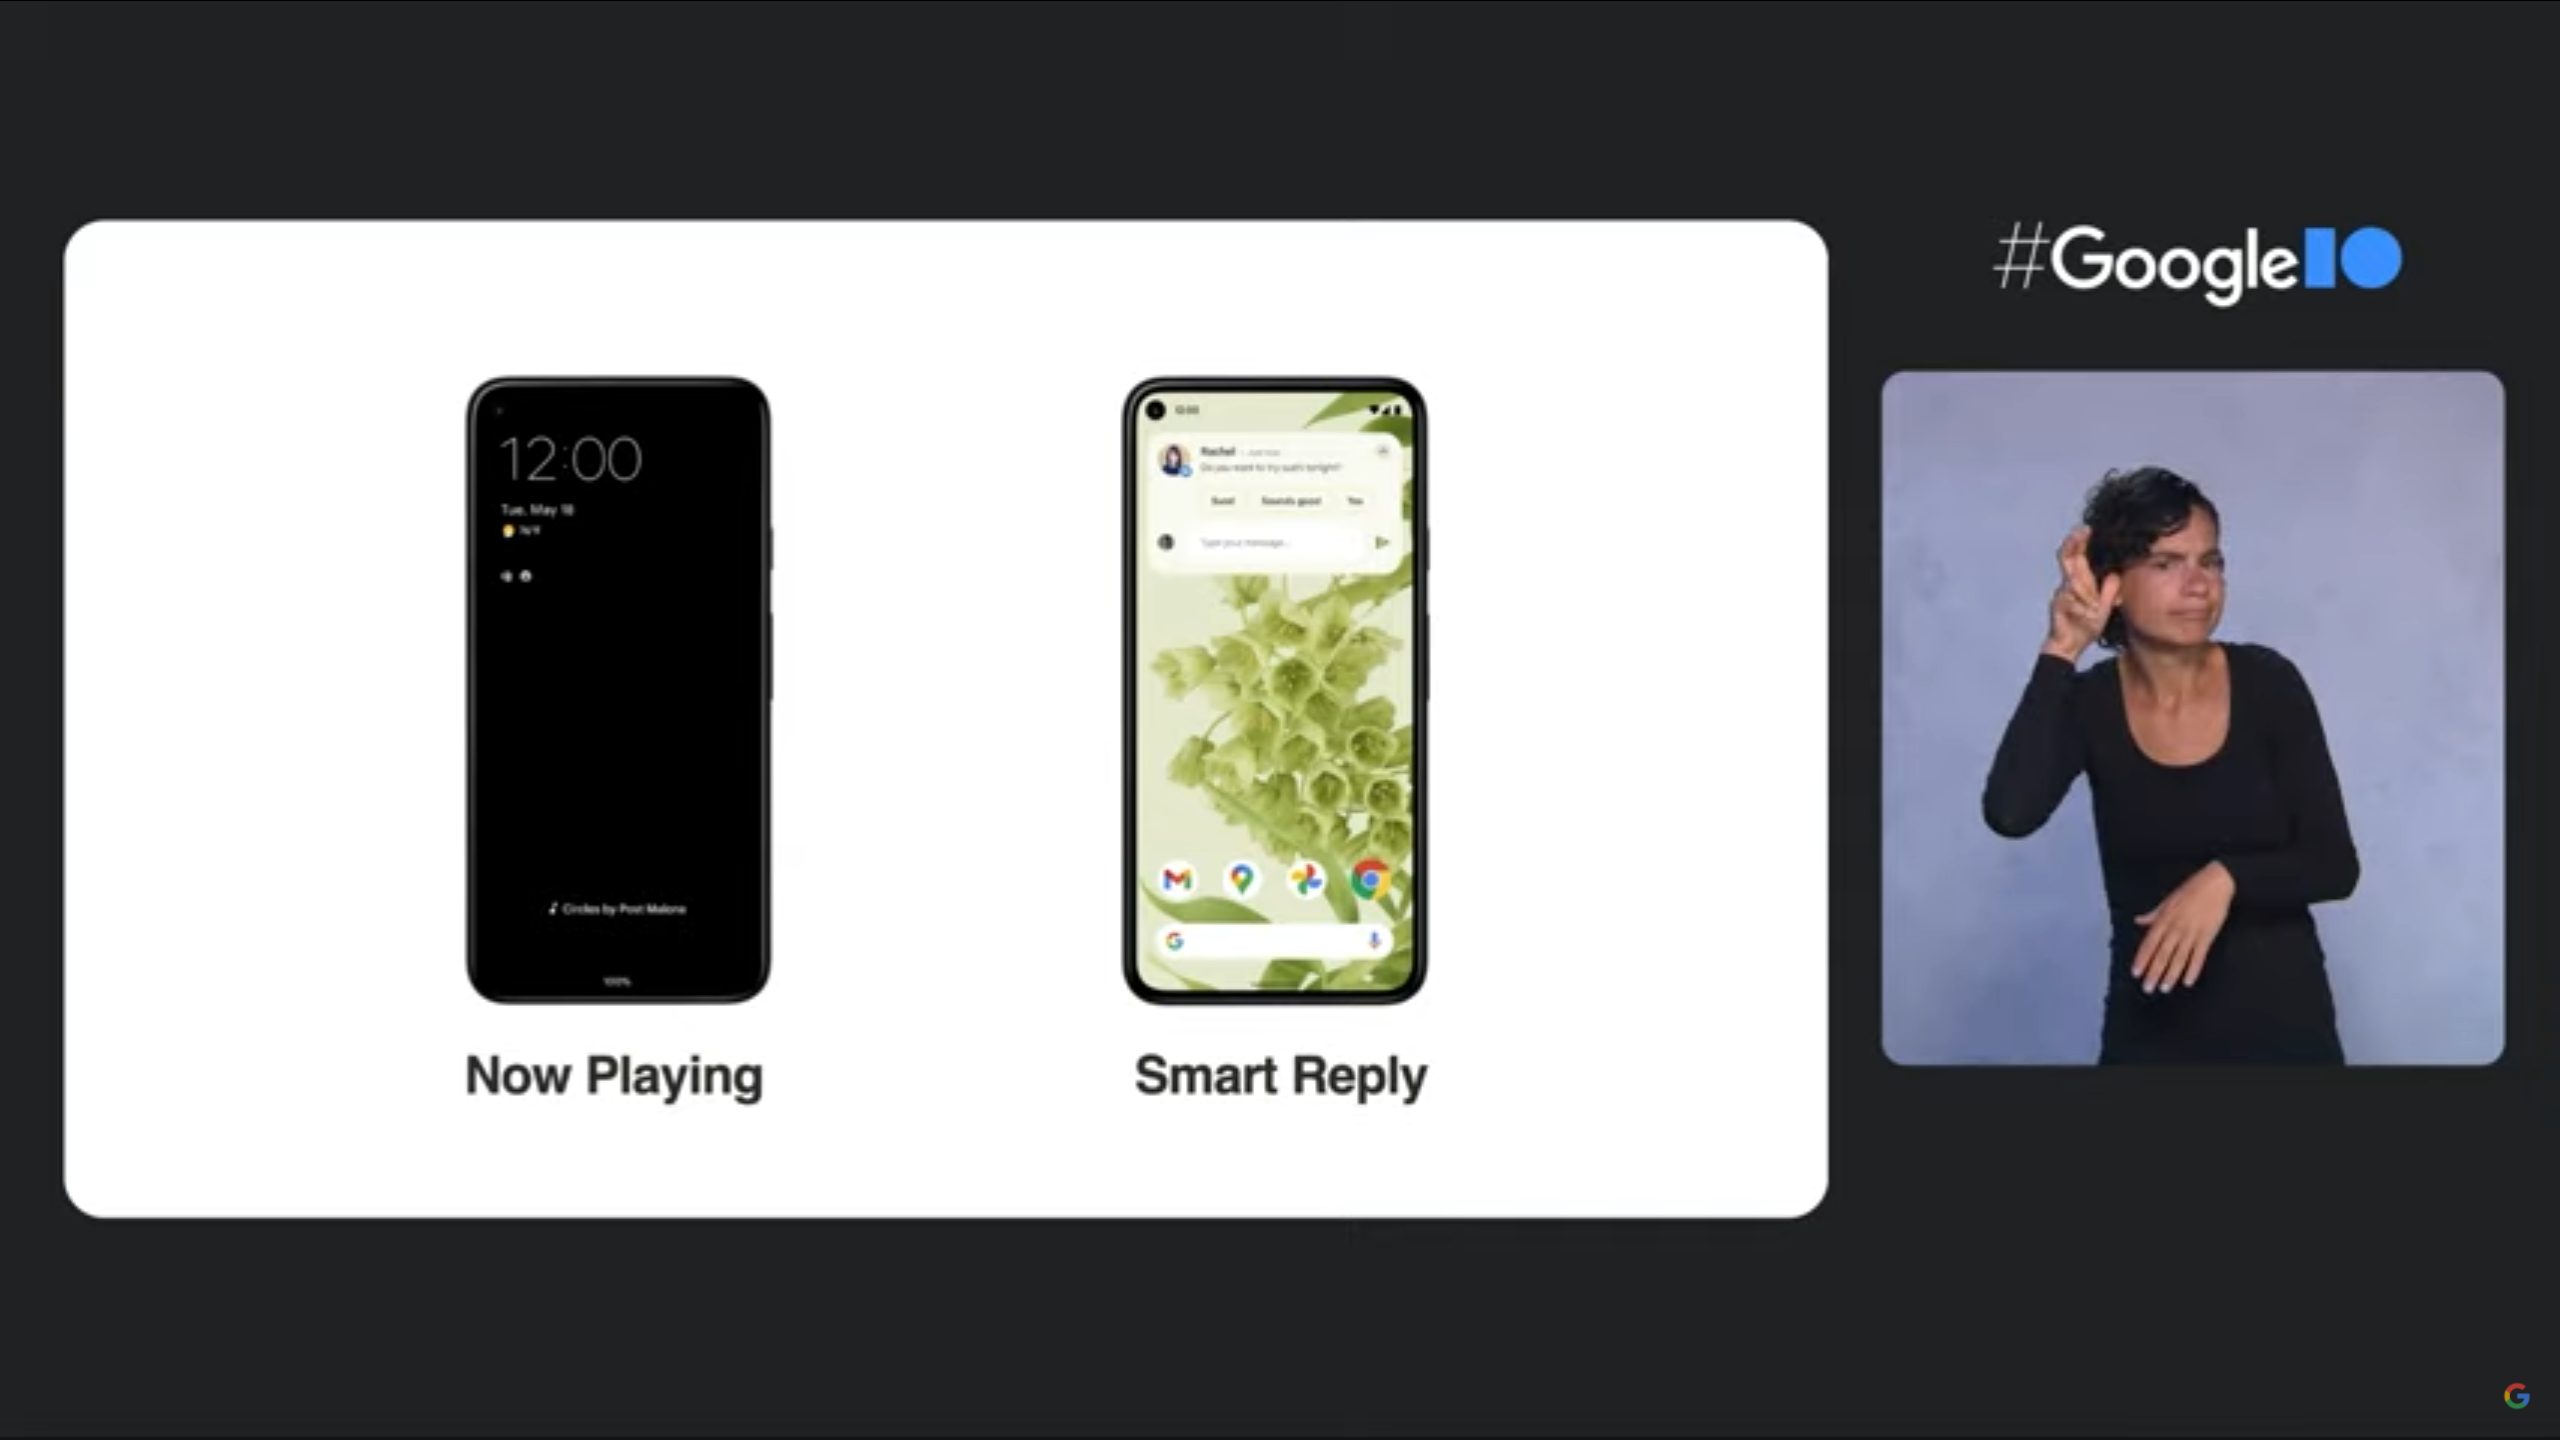 #GoogleIO
12:00
Tue, May 18
76°F
Circles by Post Malone
100%
12:00
Rachel
Do you want to try sushi tonight?
Sure!
Sounds good
Yes
Type your message...
Now Playing
Smart Reply